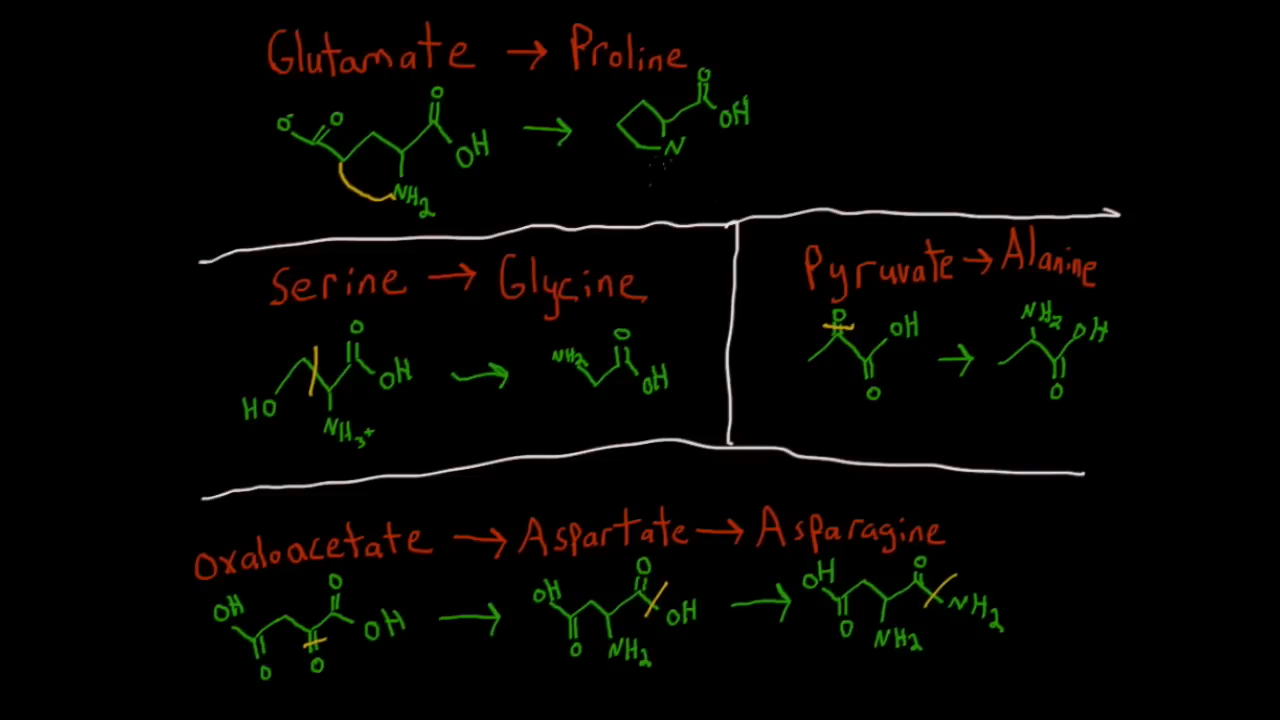 Glutamate → Proline
O⁻ O O OH NH₂ → O OH N
Serine → Glycine
HO O OH NH₃⁺ → NH₂ O OH
Pyruvate → Alanine
O OH O → NH₂ OH O
Oxaloacetate → Aspartate → Asparagine
OH O O O OH → OH O NH₂ O OH → OH O NH₂ O NH₂